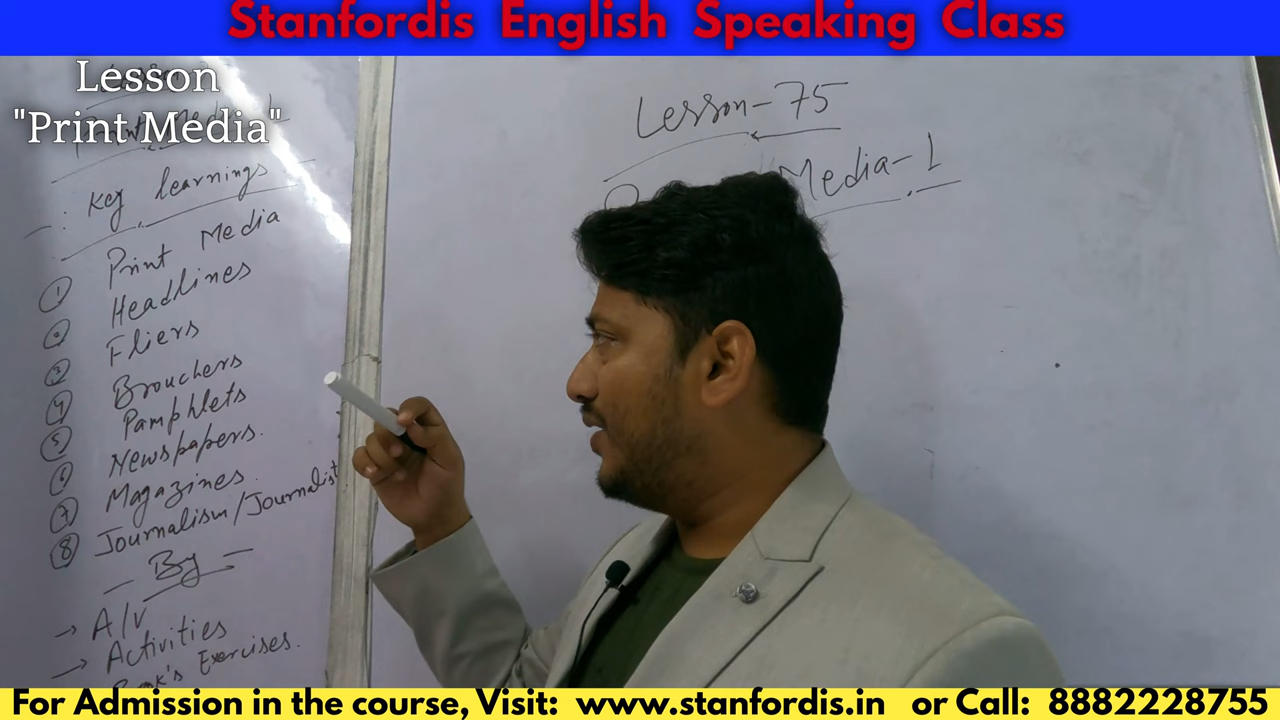 Stanfordis English Speaking Class
Lesson
"Print Media"
Key learnings
1 Print Media
2 Headlines
3 Fliers
4 Brouchers
5 Pamphlets
6 Newspapers.
7 Magazines.
8 Journalism/Journalist
- By -
→ A/V
→ Activities
Book's Exercises.
Lesson-75
Media-1
For Admission in the course, Visit: www.stanfordis.in or Call: 8882228755